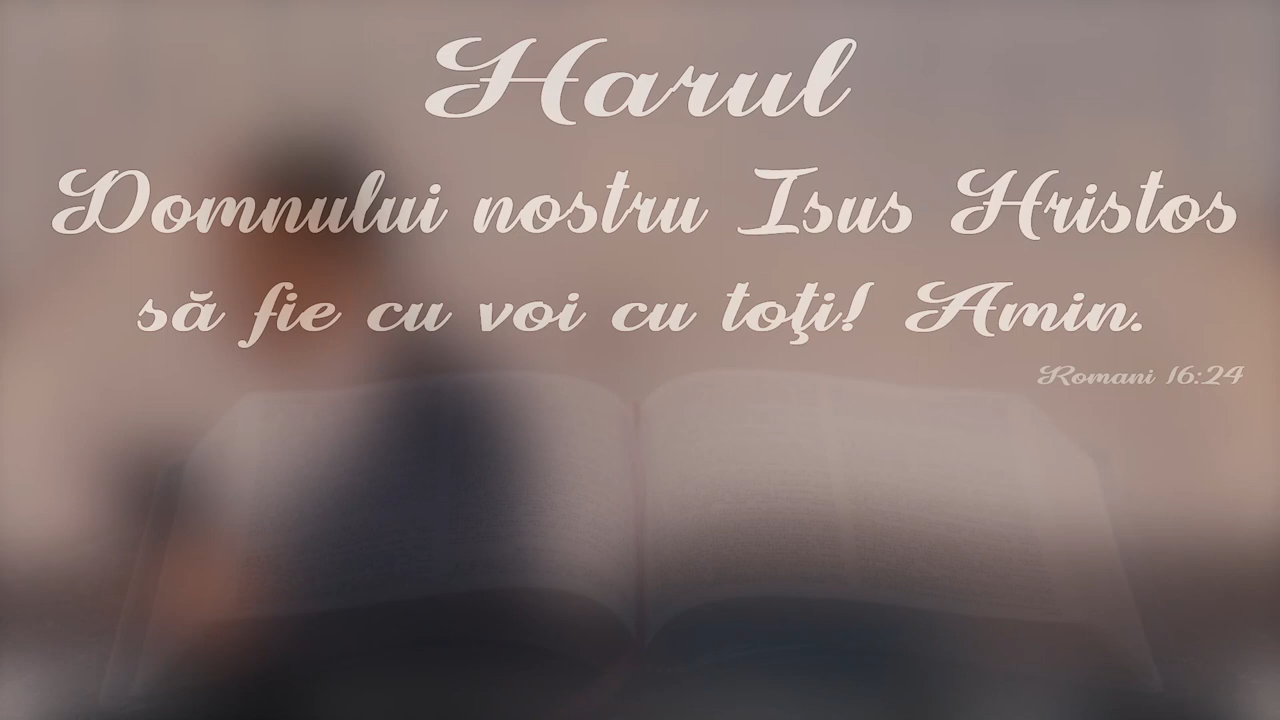 Harul
Domnului nostru Isus Hristos
să fie cu voi cu toţi! Amin.
Romani 16:24